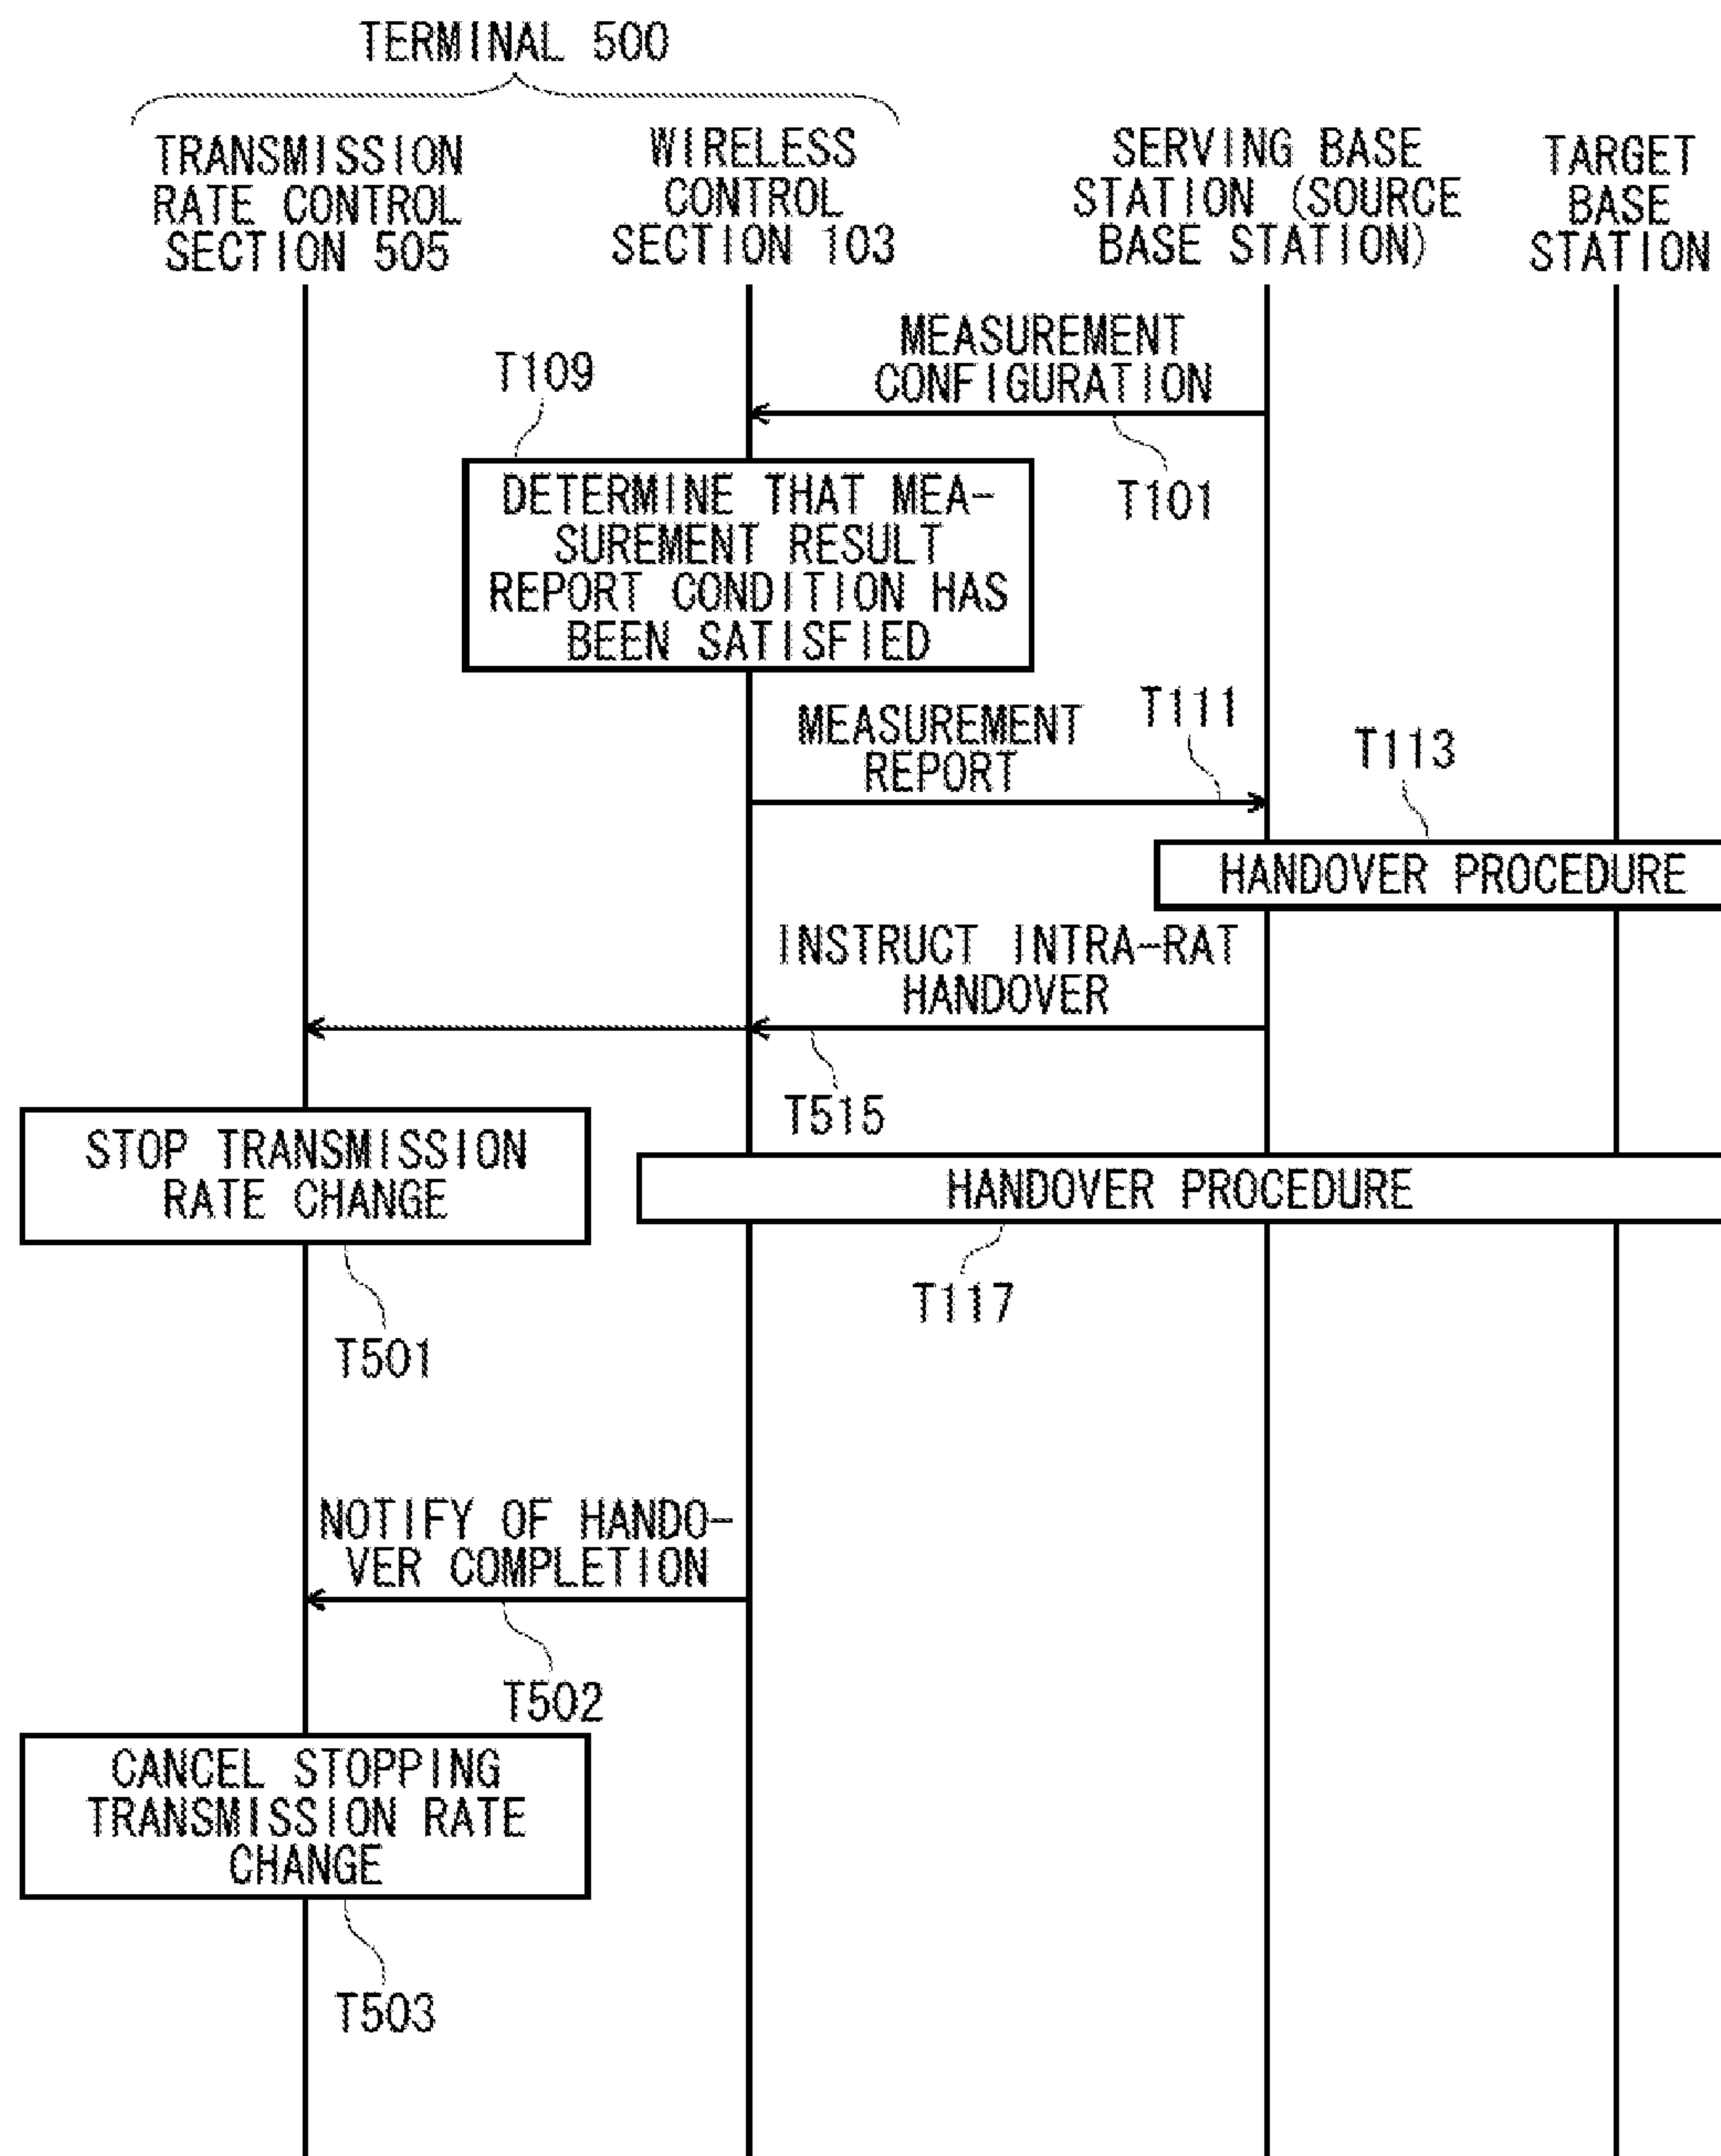 TERMINAL 500
TRANSMISSION
RATE CONTROL
SECTION 505
WIRELESS
CONTROL
SECTION 103
SERVING BASE
STATION (SOURCE
BASE STATION)
TARGET
BASE
STATION
MEASUREMENT
CONFIGURATION
T109
T101
DETERMINE THAT MEA-
SUREMENT RESULT
REPORT CONDITION HAS
BEEN SATISFIED
MEASUREMENT
REPORT
T111
T113
HANDOVER PROCEDURE
INSTRUCT INTRA-RAT
HANDOVER
T515
STOP TRANSMISSION
RATE CHANGE
HANDOVER PROCEDURE
T117
T501
NOTIFY OF HANDO-
VER COMPLETION
T502
CANCEL STOPPING
TRANSMISSION RATE
CHANGE
T503